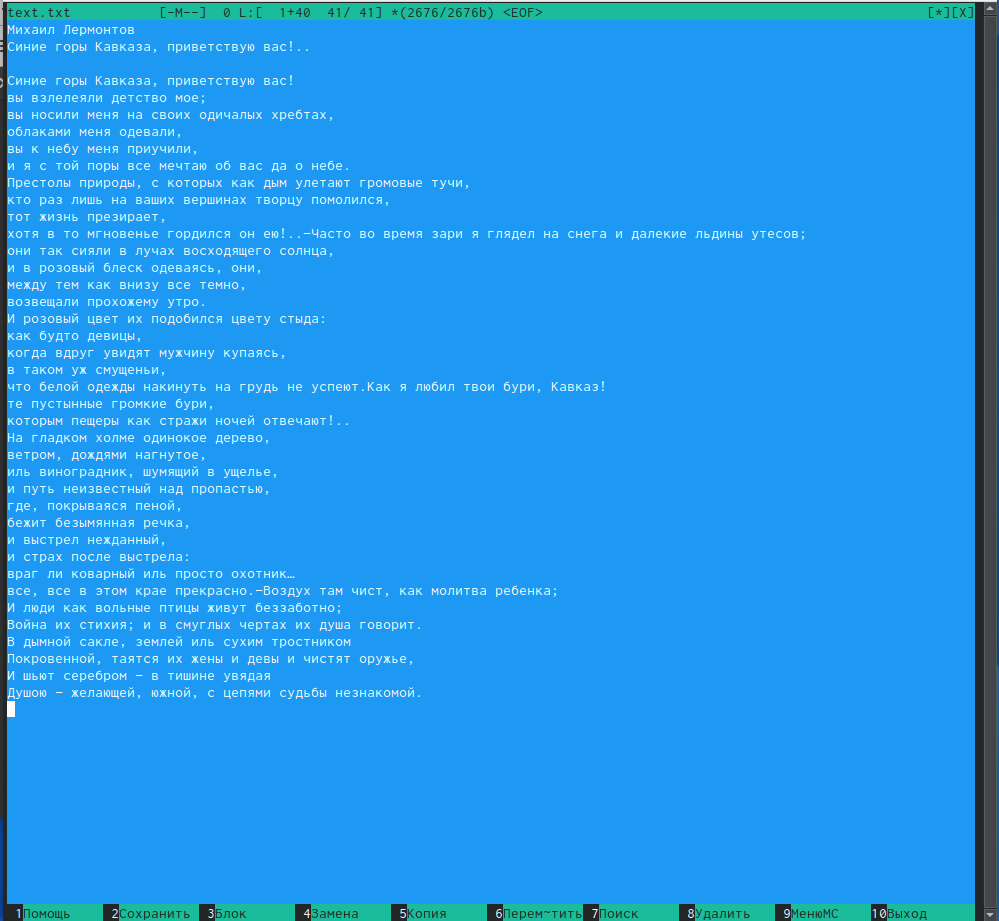 text.txt [-M--] 0 L:[ 1+40 41/ 41] *(2676/2676b) <EOF> [*][X]
Михаил Лермонтов
Синие горы Кавказа, приветствую вас!..
Синие горы Кавказа, приветствую вас!
вы взлелеяли детство мое;
вы носили меня на своих одичалых хребтах,
облаками меня одевали,
вы к небу меня приучили,
и я с той поры все мечтаю об вас да о небе.
Престолы природы, с которых как дым улетают громовые тучи,
кто раз лишь на ваших вершинах творцу помолился,
тот жизнь презирает,
хотя в то мгновенье гордился он ею!..—Часто во время зари я глядел на снега и далекие льдины утесов;
они так сияли в лучах восходящего солнца,
и в розовый блеск одеваясь, они,
между тем как внизу все темно,
возвещали прохожему утро.
И розовый цвет их подобился цвету стыда:
как будто девицы,
когда вдруг увидят мужчину купаясь,
в таком уж смущеньи,
что белой одежды накинуть на грудь не успеют.Как я любил твои бури, Кавказ!
те пустынные громкие бури,
которым пещеры как стражи ночей отвечают!..
На гладком холме одинокое дерево,
ветром, дождями нагнутое,
иль виноградник, шумящий в ущелье,
и путь неизвестный над пропастью,
где, покрываяся пеной,
бежит безымянная речка,
и выстрел нежданный,
и страх после выстрела:
враг ли коварный иль просто охотник…
все, все в этом крае прекрасно.—Воздух там чист, как молитва ребенка;
И люди как вольные птицы живут беззаботно;
Война их стихия; и в смуглых чертах их душа говорит.
В дымной сакле, землей иль сухим тростником
Покровенной, таятся их жены и девы и чистят оружье,
И шьют серебром — в тишине увядая
Душою — желающей, южной, с цепями судьбы незнакомой.
1Помощь 2Сохранить 3Блок 4Замена 5Копия 6Перем~тить 7Поиск 8Удалить 9МенюMC 10Выход